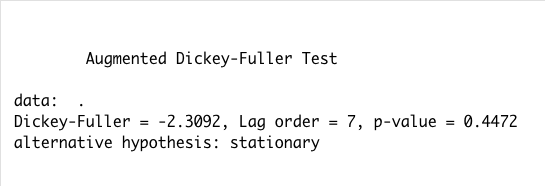 Augmented Dickey-Fuller Test
data:  .
Dickey-Fuller = -2.3092, Lag order = 7, p-value = 0.4472
alternative hypothesis: stationary